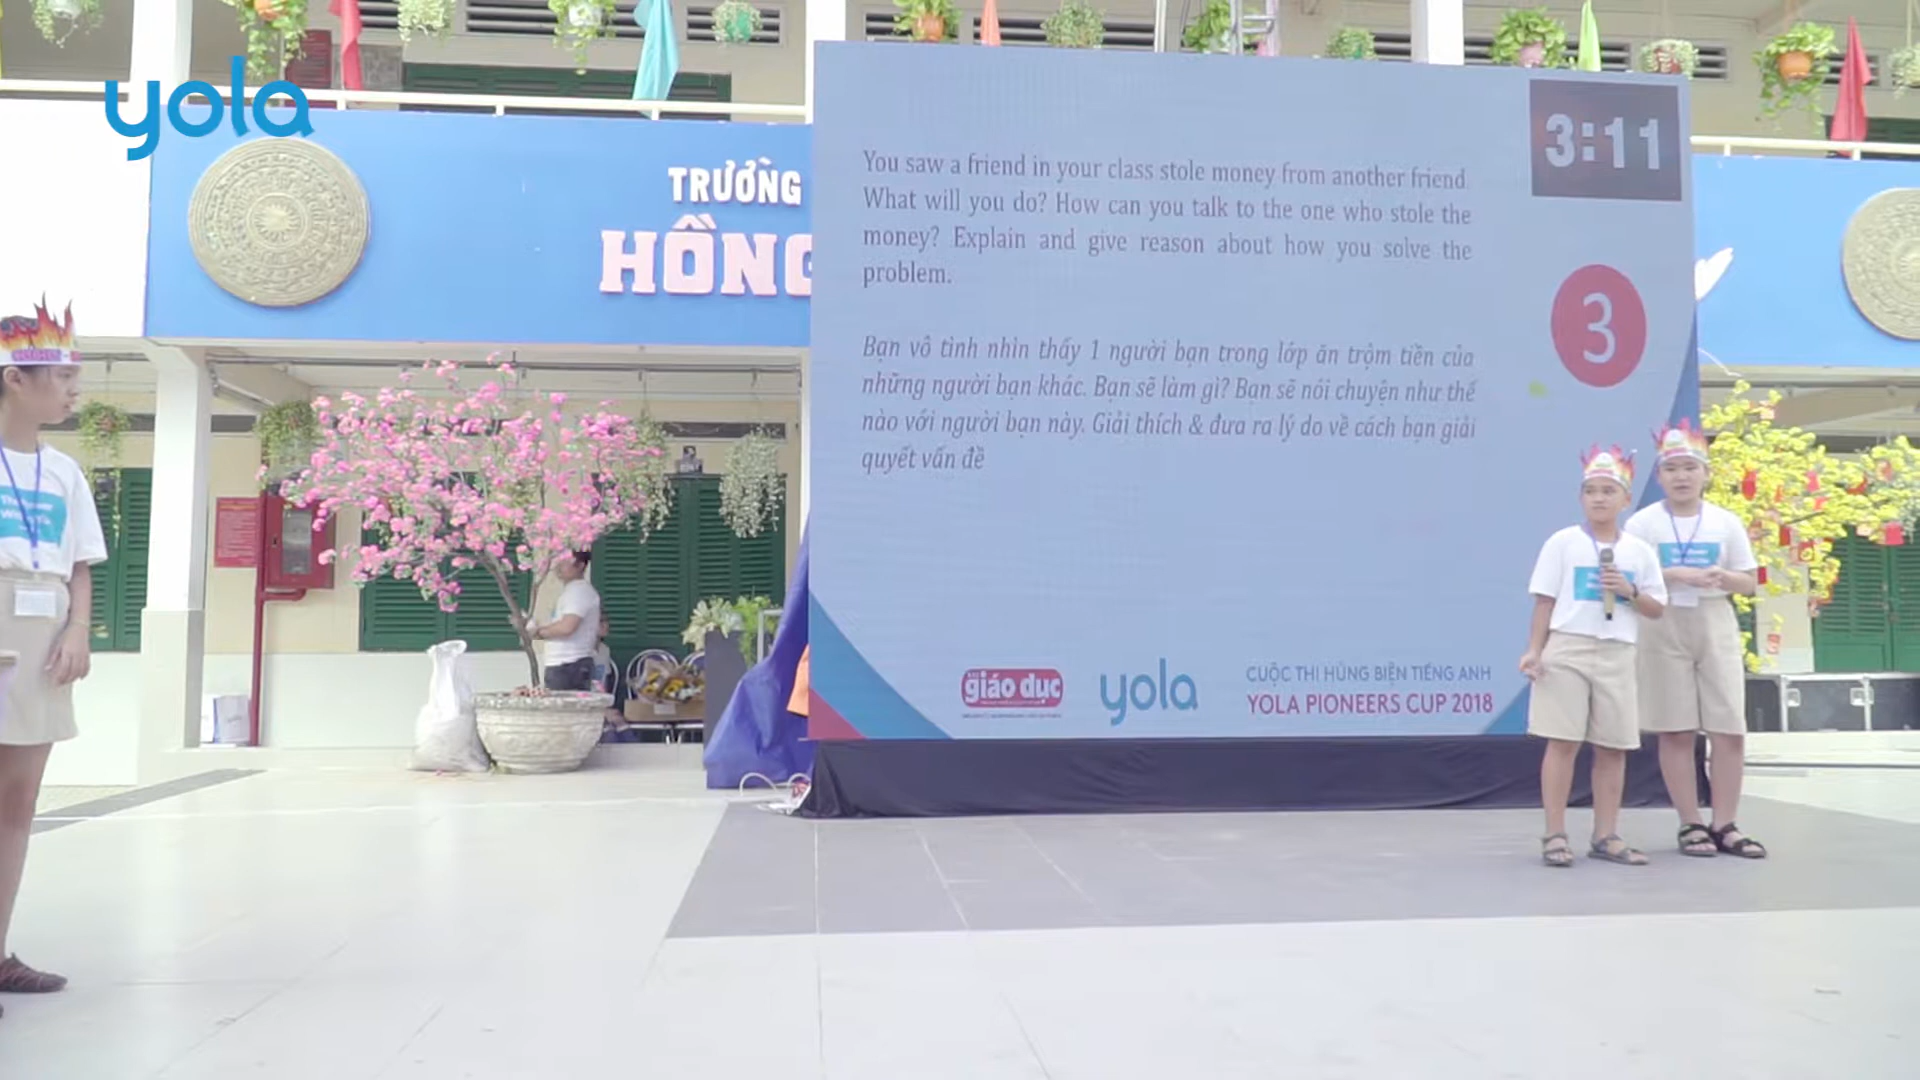 yola
TRƯỜNG
HỒNG
3:11
You saw a friend in your class stole money from another friend.
What will you do? How can you talk to the one who stole the
money? Explain and give reason about how you solve the
problem.
3
Bạn vô tình nhìn thấy 1 người bạn trong lớp ăn trộm tiền của
những người bạn khác. Bạn sẽ làm gì? Bạn sẽ nói chuyện như thế
nào với người bạn này. Giải thích & đưa ra lý do về cách bạn giải
quyết vấn đề
giáo dục
yola
CUỘC THI HÙNG BIỆN TIẾNG ANH
YOLA PIONEERS CUP 2018